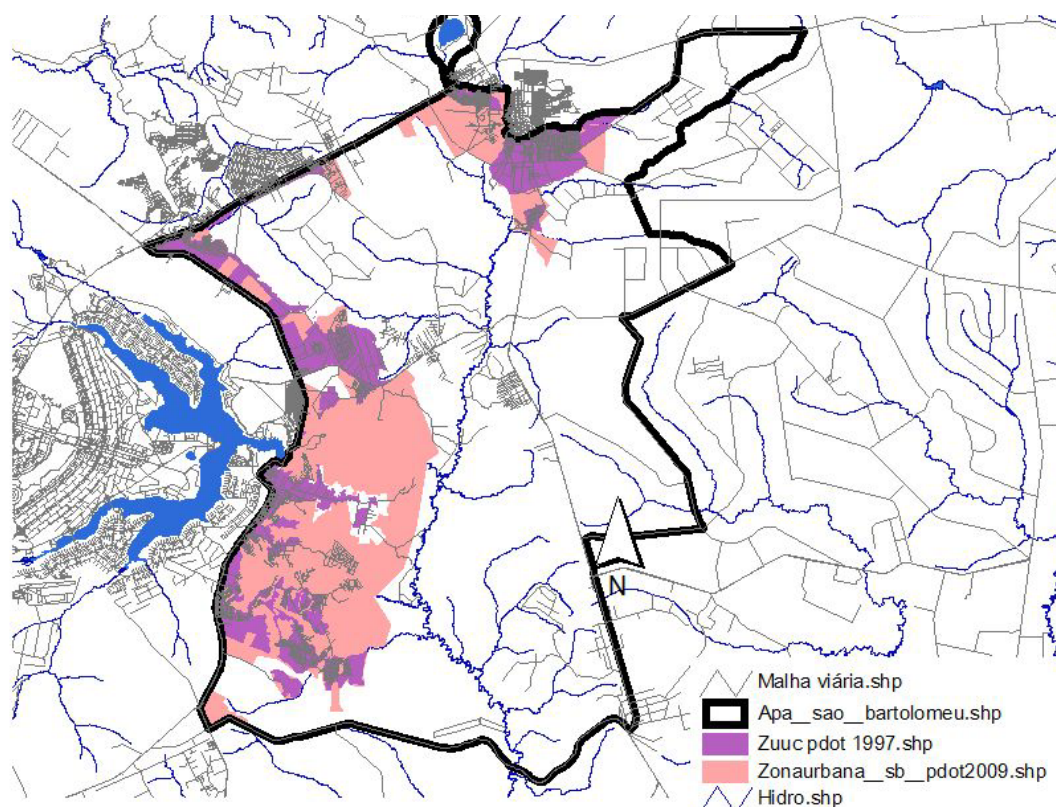 N
Malha viária.shp
Apa__sao__bartolomeu.shp
Zuuc pdot 1997.shp
Zonaurbana__sb__pdot2009.shp
Hidro.shp